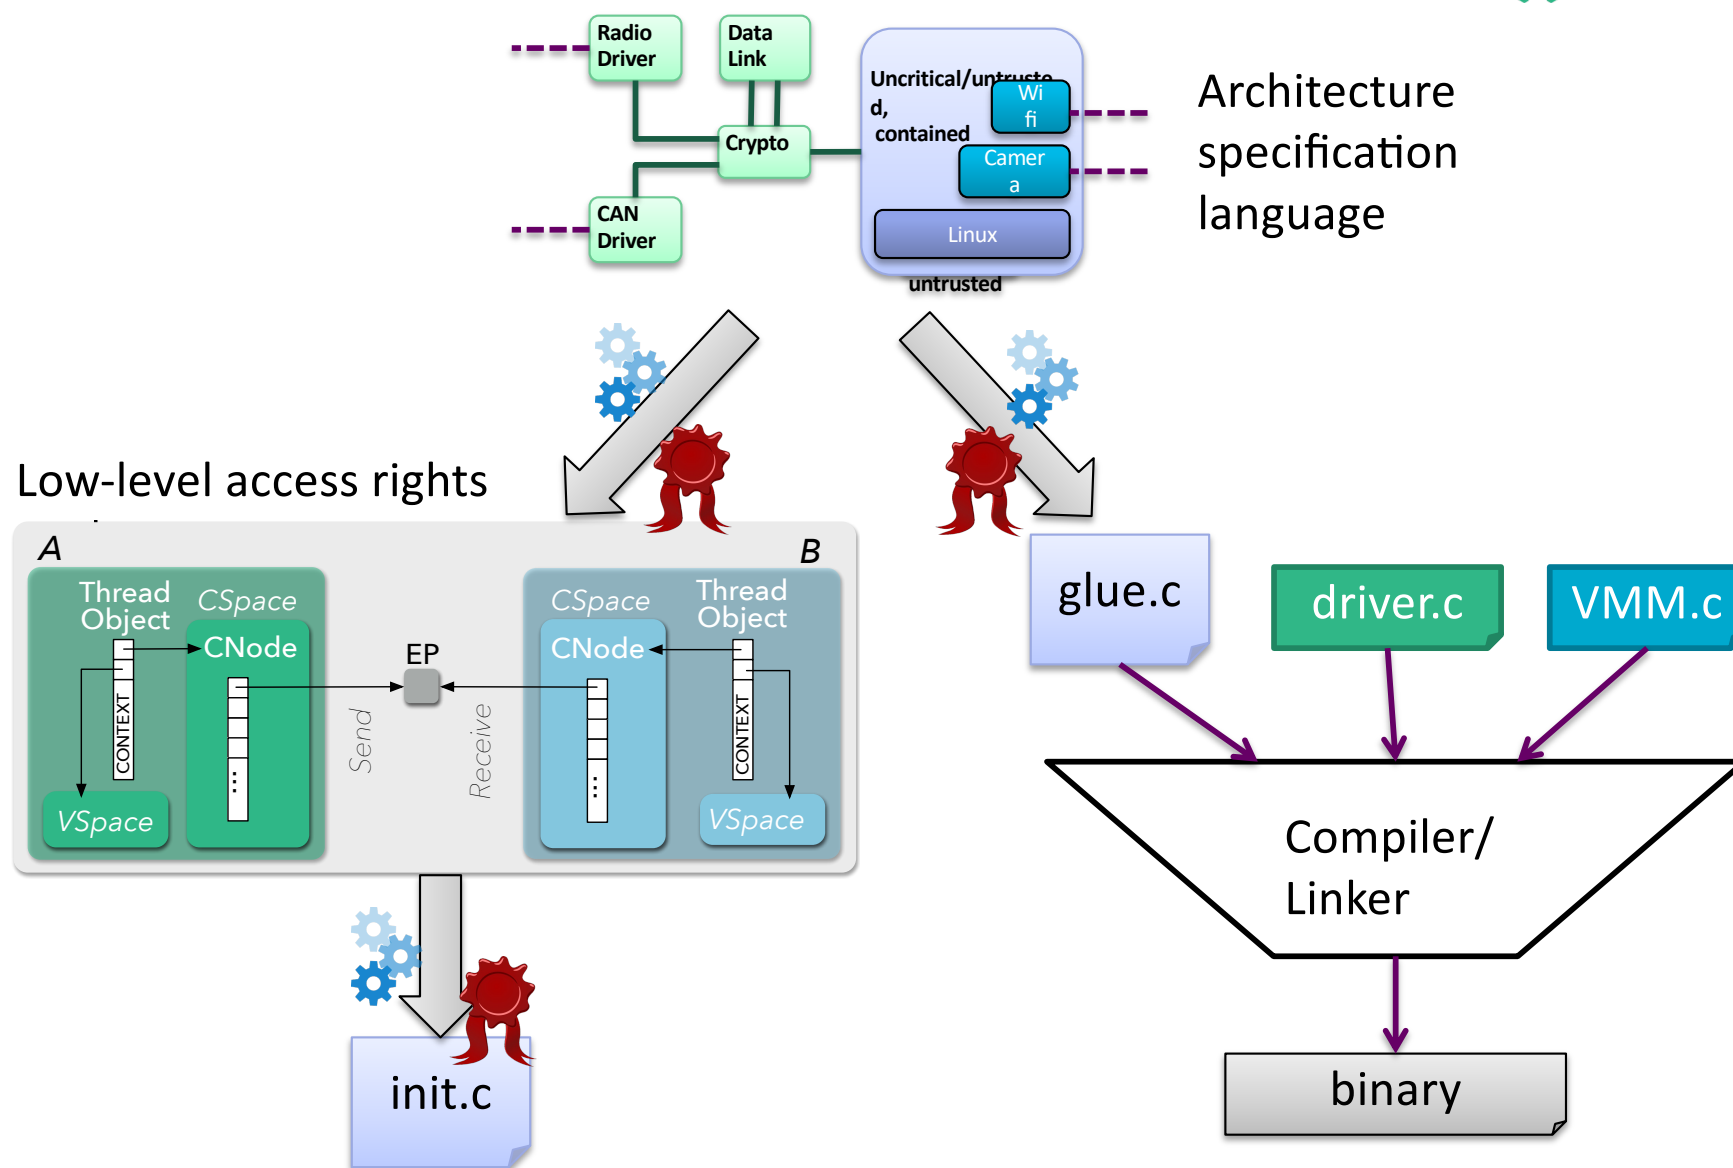 Radio
Driver
Data
Link
Uncritical/untruste
d,
contained
Wi
fi
Camer
a
Crypto
CAN
Driver
Linux
untrusted
Architecture
specification
language
Low-level access rights
A
B
Thread
Object
CSpace
CNode
CONTEXT
...
VSpace
EP
Send
Receive
CSpace
CNode
...
Thread
Object
CONTEXT
VSpace
glue.c
driver.c
VMM.c
Compiler/
Linker
init.c
binary